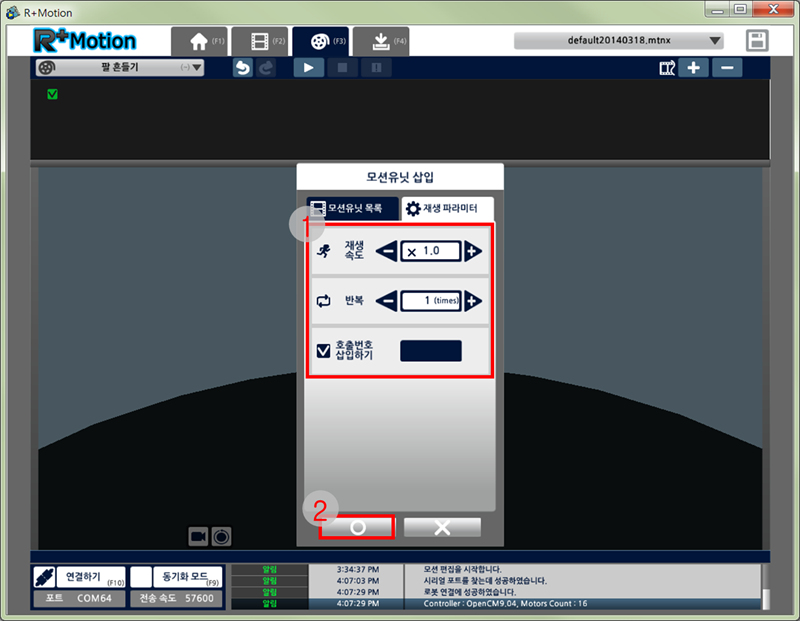 R+Motion
R+Motion
(F1)
(F2)
(F3)
(F4)
default20140318.mtnx
팔 흔들기 (-)
모션유닛 삽입
모션유닛 목록
재생 파라미터
1
재생
속도
× 1.0
반복
1 (times)
호출번호
삽입하기
2
연결하기 (F10)
동기화 모드 (F9)
포트 COM64
전송 속도 57600
알림 3:34:37 PM 모션 편집을 시작합니다.
알림 4:07:03 PM 시리얼 포트를 찾는데 성공하였습니다.
알림 4:07:29 PM 로봇 연결에 성공하였습니다.
알림 4:07:29 PM Controller : OpenCM9.04, Motors Count : 16